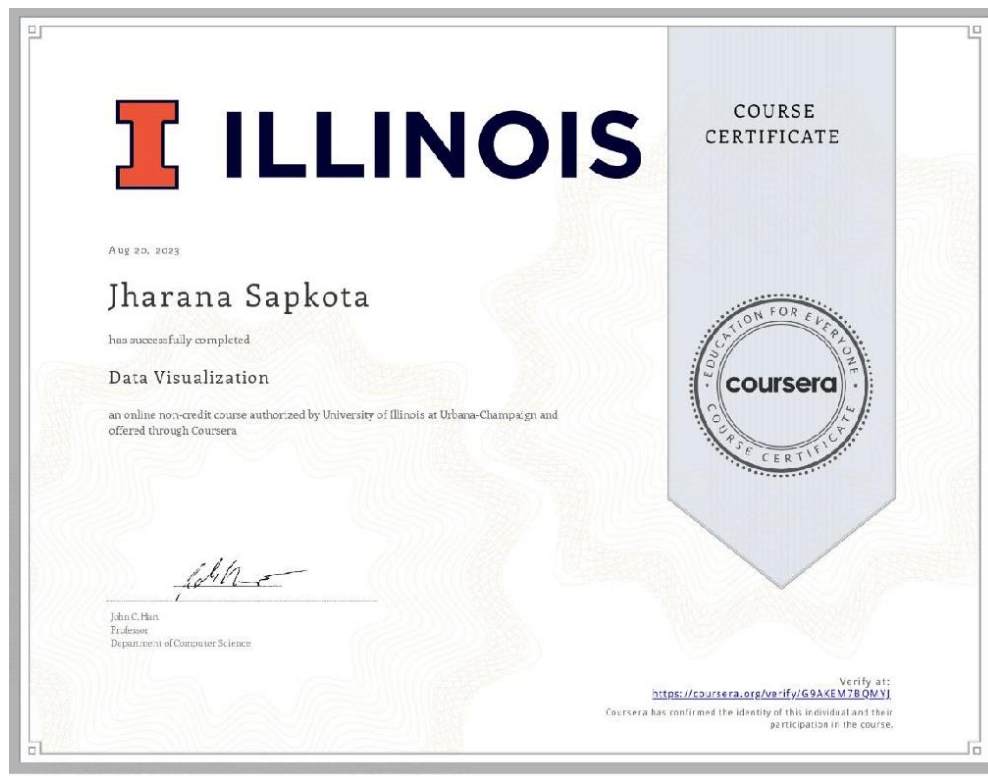 I ILLINOIS
COURSE
CERTIFICATE
Aug 20, 2023
Jharana Sapkota
has successfully completed
Data Visualization
an online non-credit course authorized by University of Illinois at Urbana-Champaign and
offered through Coursera
EDUCATION FOR EVERYONE
coursera
COURSE CERTIFICATE
John C. Hart
Professor
Department of Computer Science
Verify at:
https://coursera.org/verify/G9AKEM7BQMYJ
Coursera has confirmed the identity of this individual and their
participation in the course.